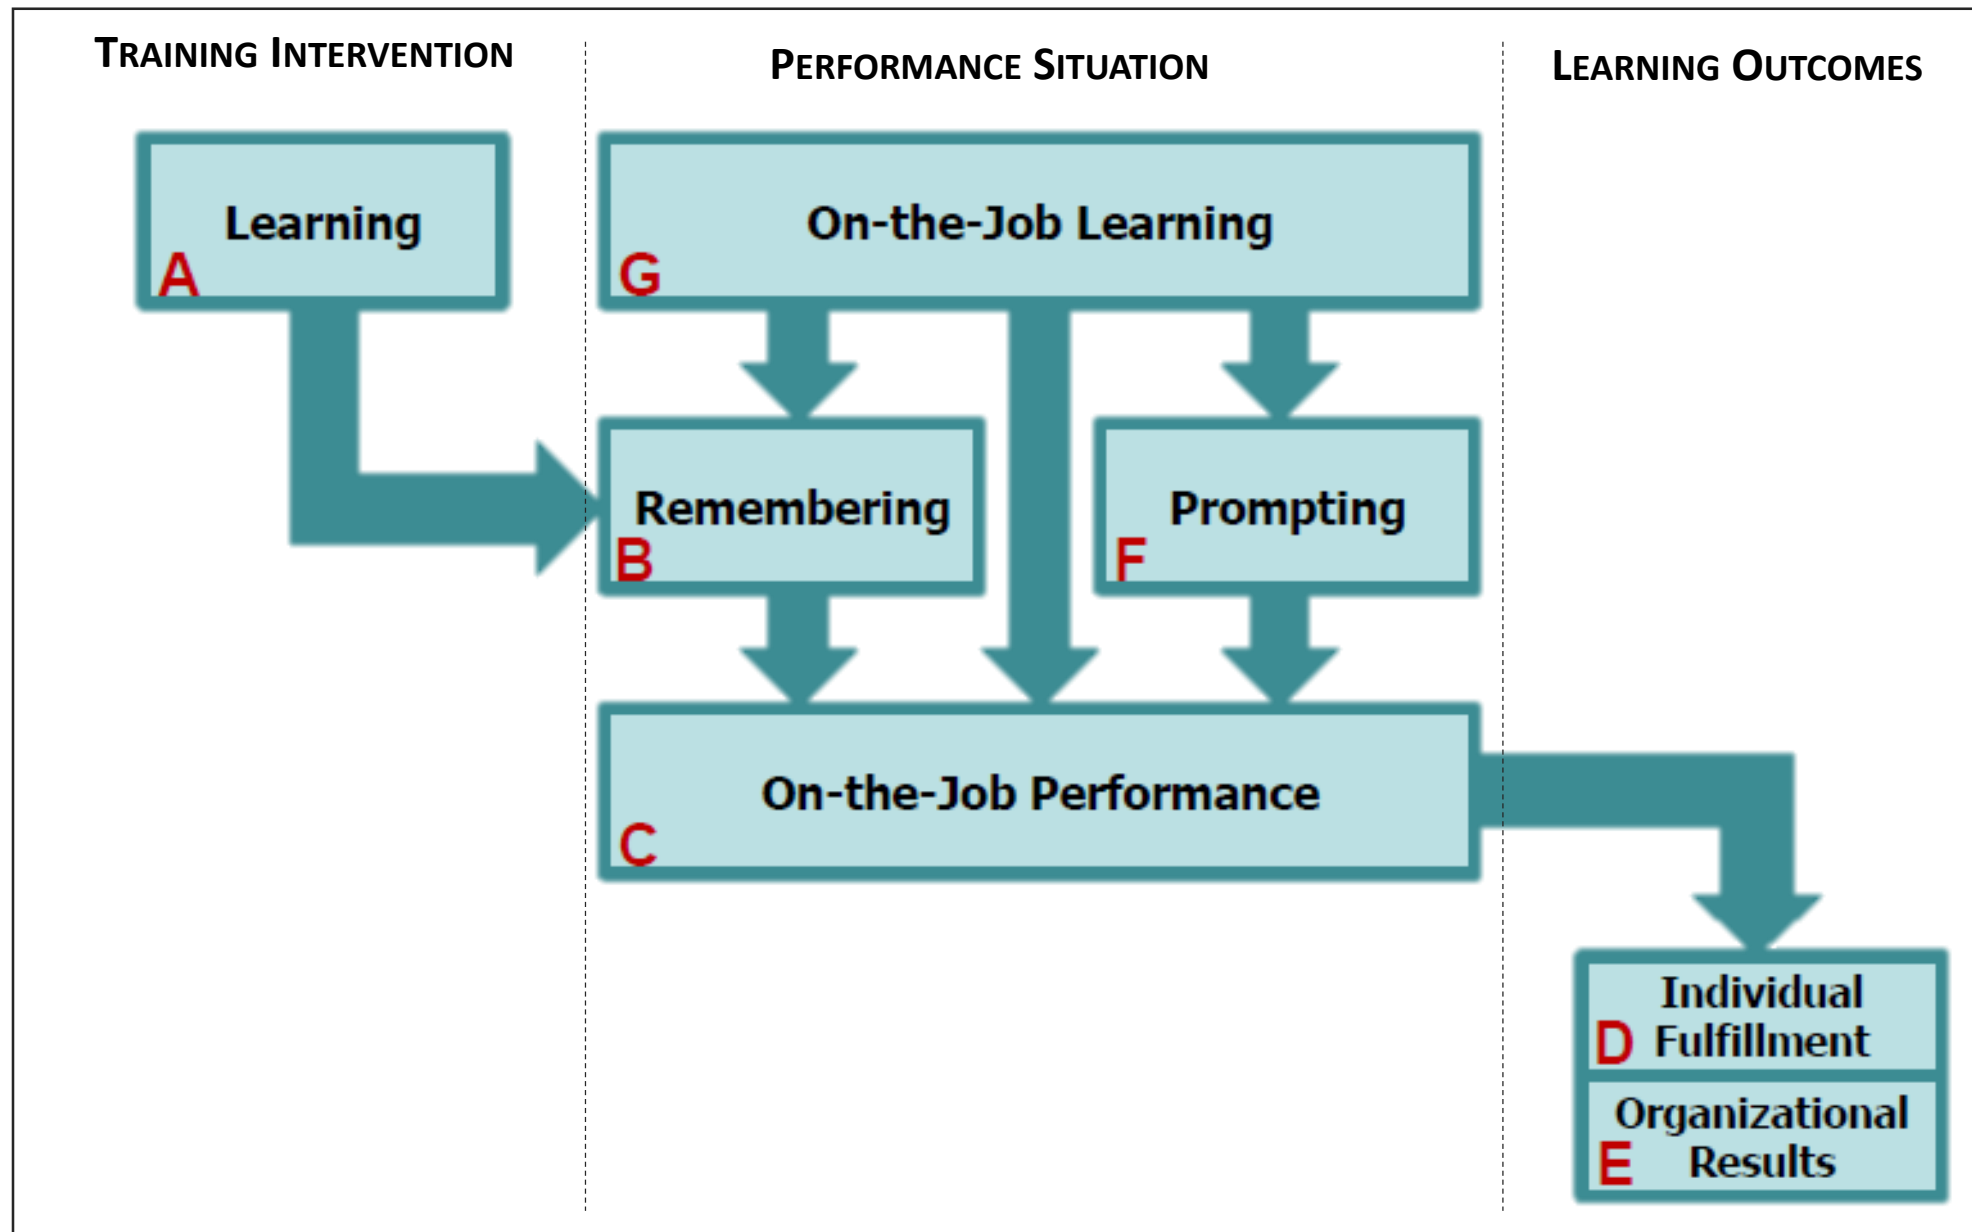 TRAINING INTERVENTION
PERFORMANCE SITUATION
LEARNING OUTCOMES
Learning
A
On-the-Job Learning
G
Remembering
B
Prompting
F
On-the-Job Performance
C
Individual
Fulfillment
D
Organizational
Results
E